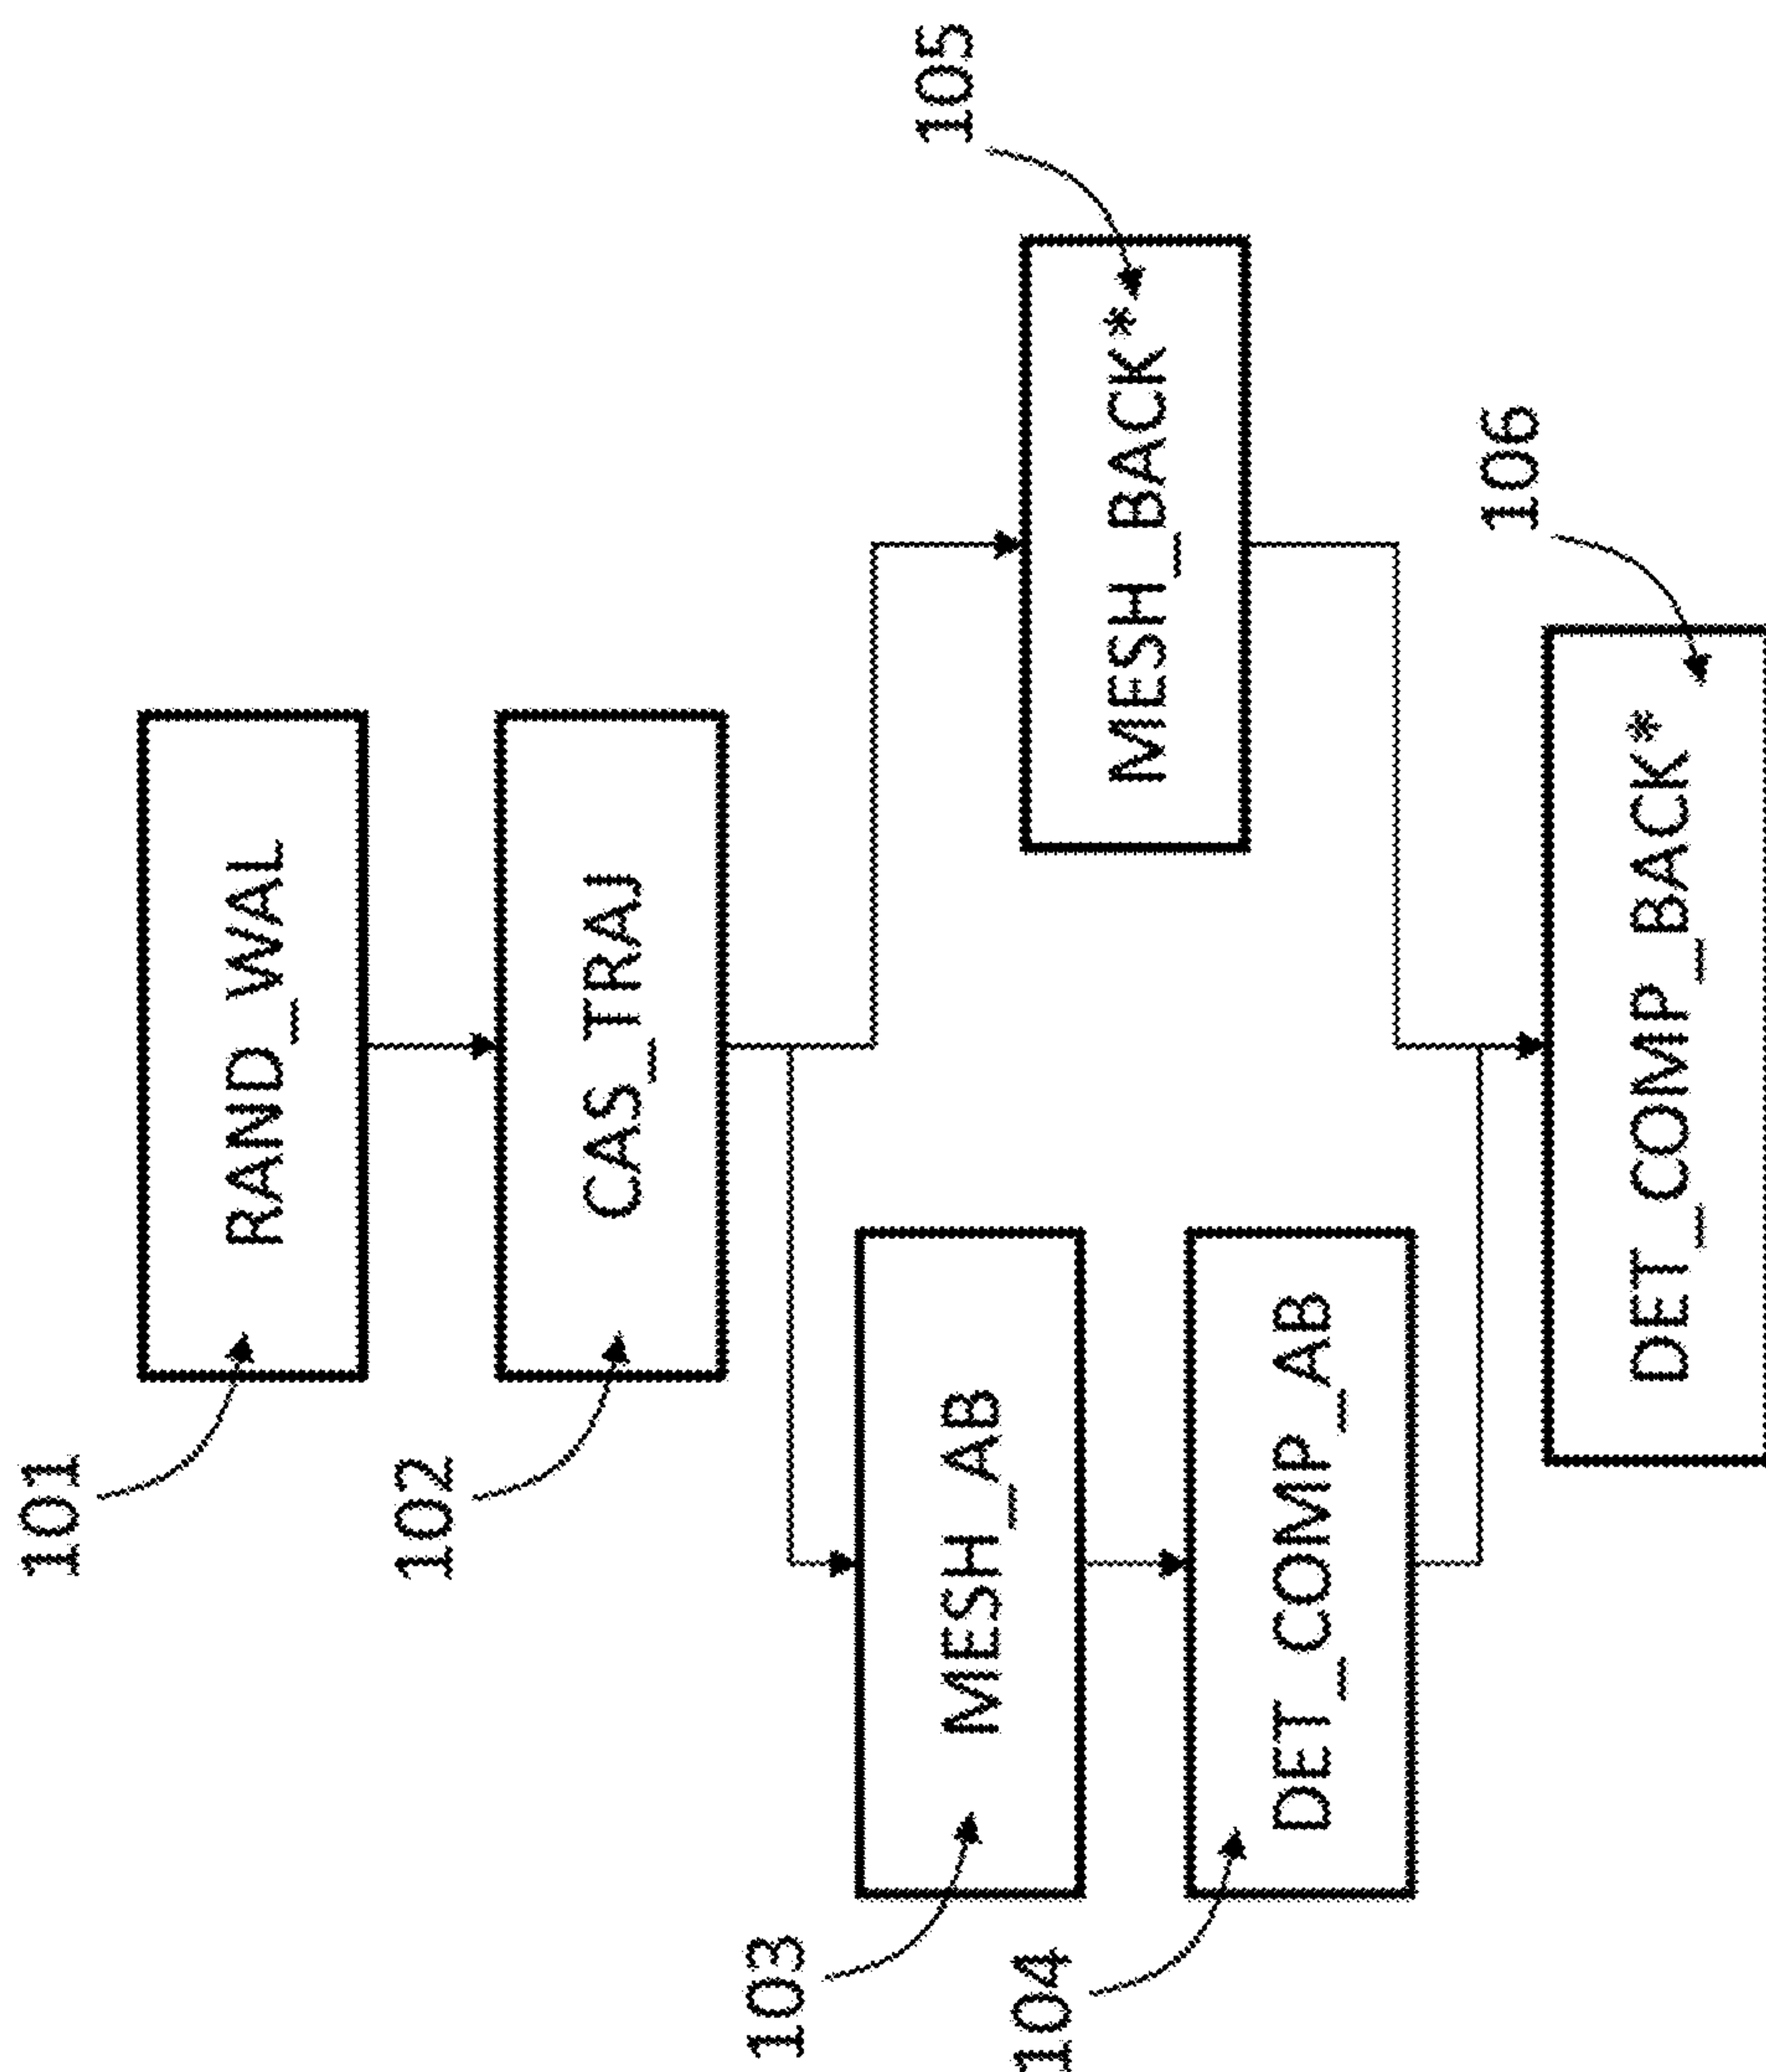 101
RAND_WAL
102
CAS_TRAJ
103
MESH_AB
104
DET_COMP_AB
105
MESH_BACK*
106
DET_COMP_BACK*